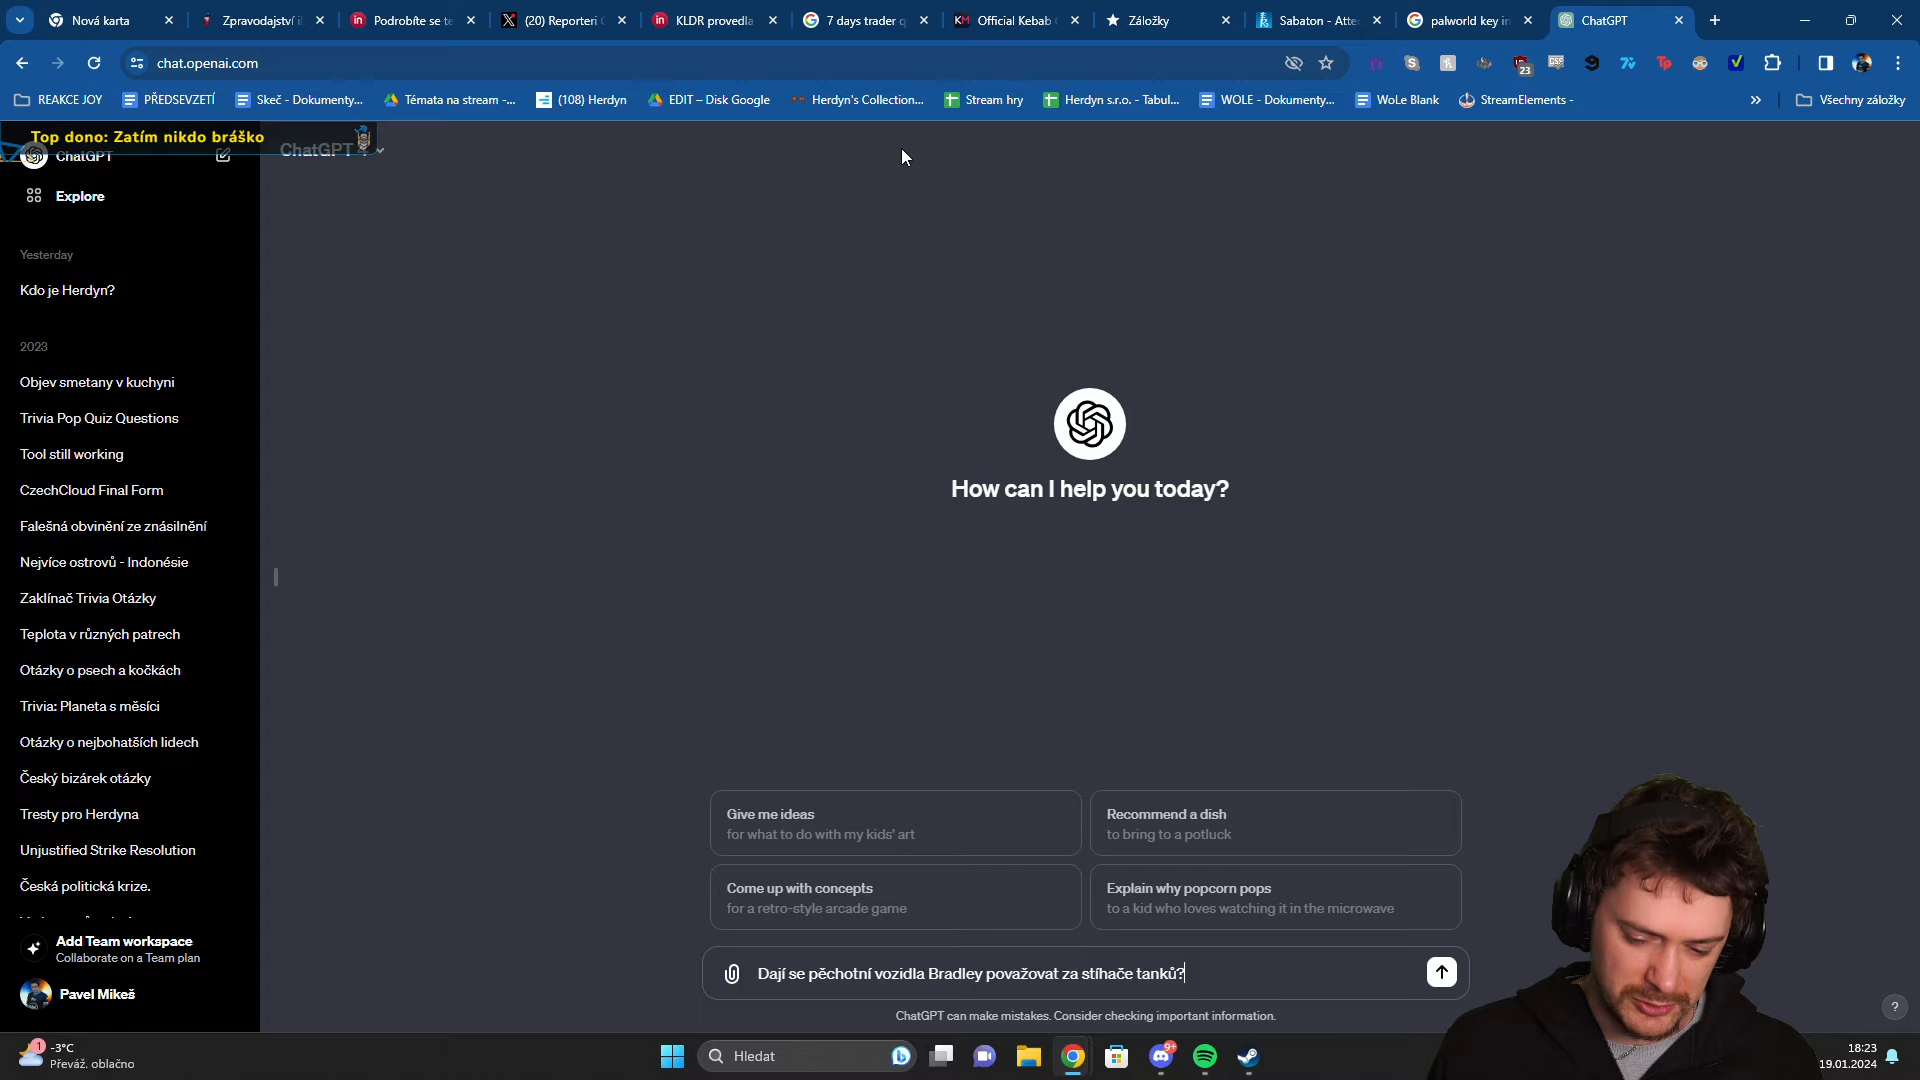 Nová karta
Zpravodajství i
Podrobíte se te
(20) Reporteri
KLDR provedla
7 days trader q
Official Kebab
Záložky
Sabaton - Atte
palworld key in
ChatGPT
chat.openai.com
23
REAKCE JOY
PŘEDSEVZETÍ
Skeč - Dokumenty...
Témata na stream -...
(108) Herdyn
EDIT – Disk Google
Herdyn's Collection...
Stream hry
Herdyn s.r.o. - Tabul...
WOLE - Dokumenty...
WoLe Blank
StreamElements -
Všechny záložky
Top dono: Zatím nikdo bráško
ChatGPT
ChatGPT
Explore
Yesterday
Kdo je Herdyn?
2023
Objev smetany v kuchyni
Trivia Pop Quiz Questions
Tool still working
CzechCloud Final Form
Falešná obvinění ze znásilnění
Nejvíce ostrovů - Indonésie
Zaklínač Trivia Otázky
Teplota v různých patrech
Otázky o psech a kočkách
Trivia: Planeta s měsíci
Otázky o nejbohatších lidech
Český bizárek otázky
Tresty pro Herdyna
Unjustified Strike Resolution
Česká politická krize.
Add Team workspace
Collaborate on a Team plan
Pavel Mikeš
How can I help you today?
Give me ideas
for what to do with my kids' art
Recommend a dish
to bring to a potluck
Come up with concepts
for a retro-style arcade game
Explain why popcorn pops
to a kid who loves watching it in the microwave
Dají se pěchotní vozidla Bradley považovat za stíhače tanků?
ChatGPT can make mistakes. Consider checking important information.
?
1
-3°C
Převáž. oblačno
Hledat
9+
18:23
19.01.2024